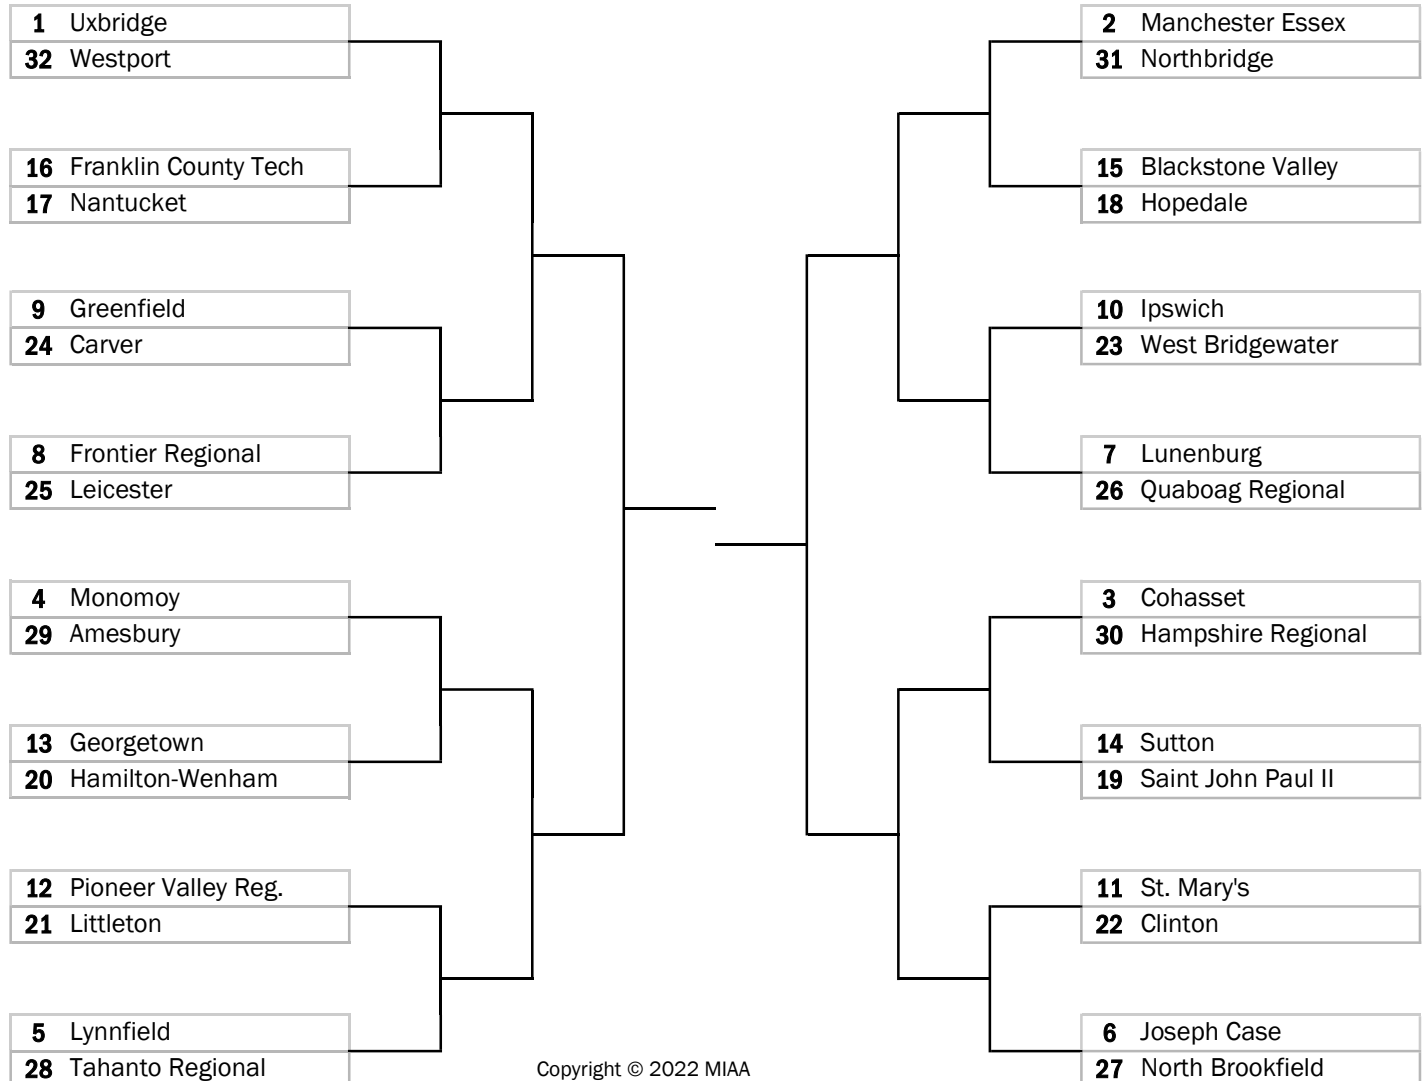 1 Uxbridge
32 Westport
16 Franklin County Tech
17 Nantucket
9 Greenfield
24 Carver
8 Frontier Regional
25 Leicester
4 Monomoy
29 Amesbury
13 Georgetown
20 Hamilton-Wenham
12 Pioneer Valley Reg.
21 Littleton
5 Lynnfield
28 Tahanto Regional
2 Manchester Essex
31 Northbridge
15 Blackstone Valley
18 Hopedale
10 Ipswich
23 West Bridgewater
7 Lunenburg
26 Quaboag Regional
3 Cohasset
30 Hampshire Regional
14 Sutton
19 Saint John Paul II
11 St. Mary's
22 Clinton
6 Joseph Case
27 North Brookfield
Copyright © 2022 MIAA